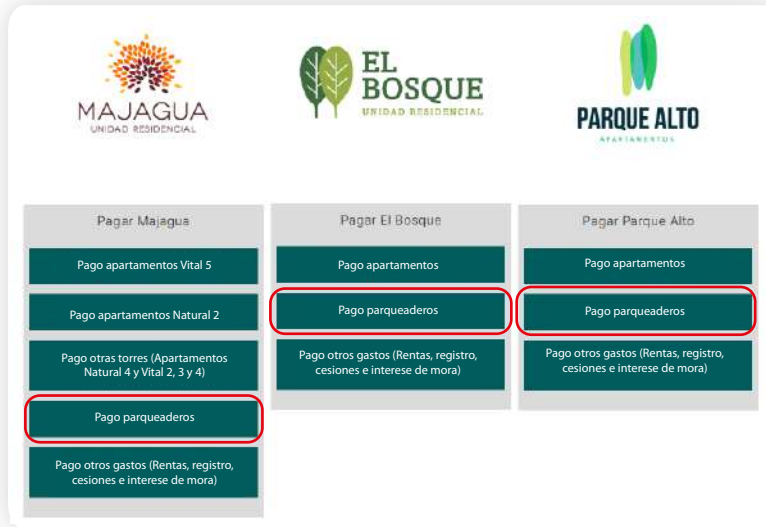 MAJAGUA
UNIDAD RESIDENCIAL
EL
BOSQUE
UNIDAD RESIDENCIAL
PARQUE ALTO
APARTAMENTOS
Pagar Majagua
Pago apartamentos Vital 5
Pago apartamentos Natural 2
Pago otras torres (Apartamentos
Natural 4 y Vital 2, 3 y 4)
Pago parqueaderos
Pago otros gastos (Rentas, registro,
cesiones e interese de mora)
Pagar El Bosque
Pago apartamentos
Pago parqueaderos
Pago otros gastos (Rentas, registro,
cesiones e interese de mora)
Pagar Parque Alto
Pago apartamentos
Pago parqueaderos
Pago otros gastos (Rentas, registro,
cesiones e interese de mora)